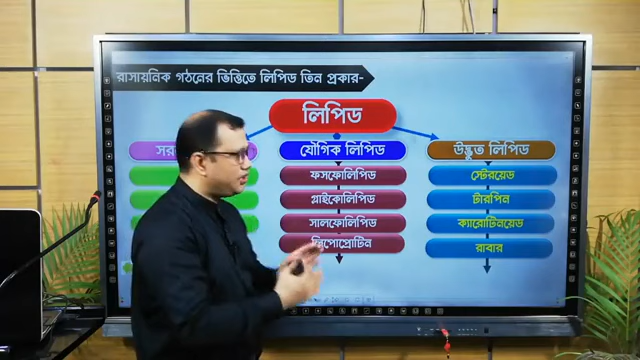 রাসায়নিক গঠনের ভিত্তিতে লিপিড তিন প্রকার-
লিপিড
যৌগিক লিপিড
উদ্ভুত লিপিড
ফসফোলিপিড
স্টেরয়েড
গ্লাইকোলিপিড
টারপিন
সালফোলিপিড
ক্যারোটিনয়েড
লিপোপ্রোটিন
রাবার